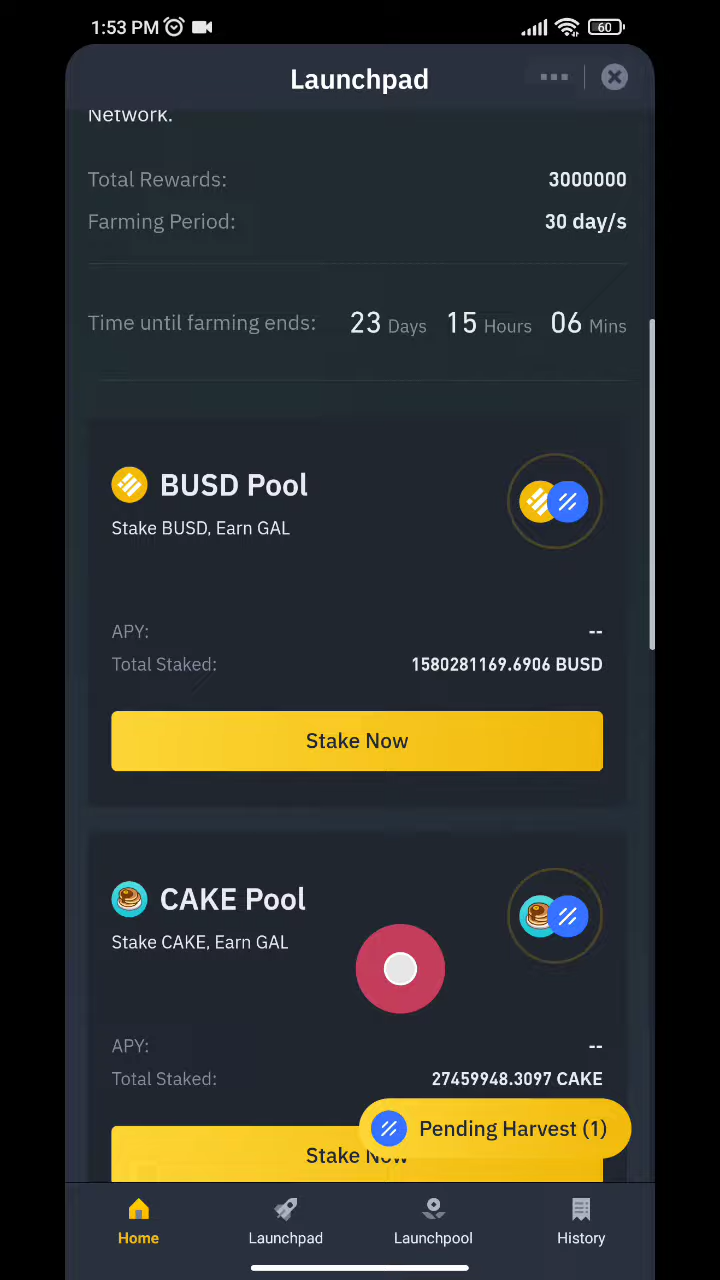 1:53 PM
60
Launchpad
Network.
Total Rewards: 3000000
Farming Period: 30 day/s
Time until farming ends: 23 Days 15 Hours 06 Mins
BUSD Pool
Stake BUSD, Earn GAL
APY: --
Total Staked: 1580281169.6906 BUSD
Stake Now
CAKE Pool
Stake CAKE, Earn GAL
APY: --
Total Staked: 27459948.3097 CAKE
Pending Harvest (1)
Stake Now
Home Launchpad Launchpool History